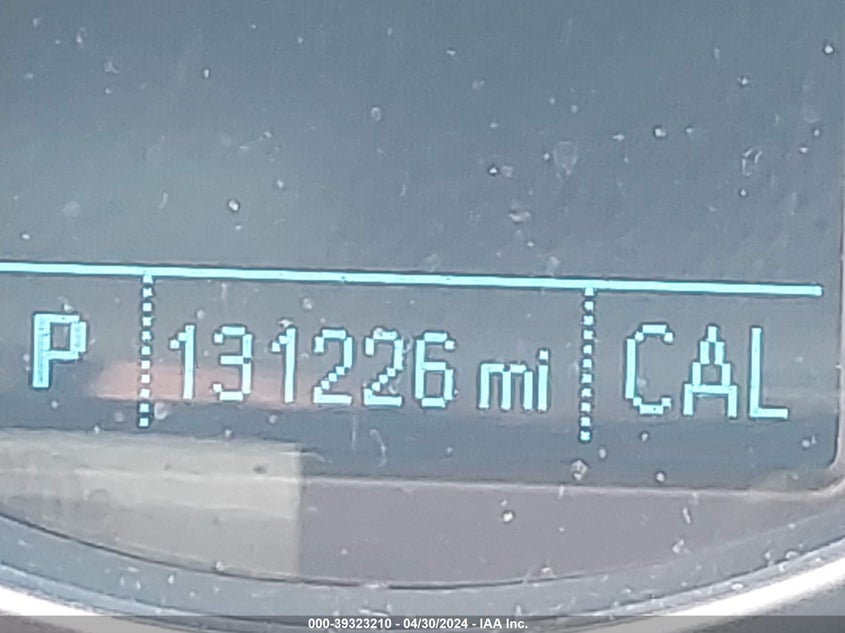 P 131226 mi CAL
000-39323210 - 04/30/2024 - IAA Inc.